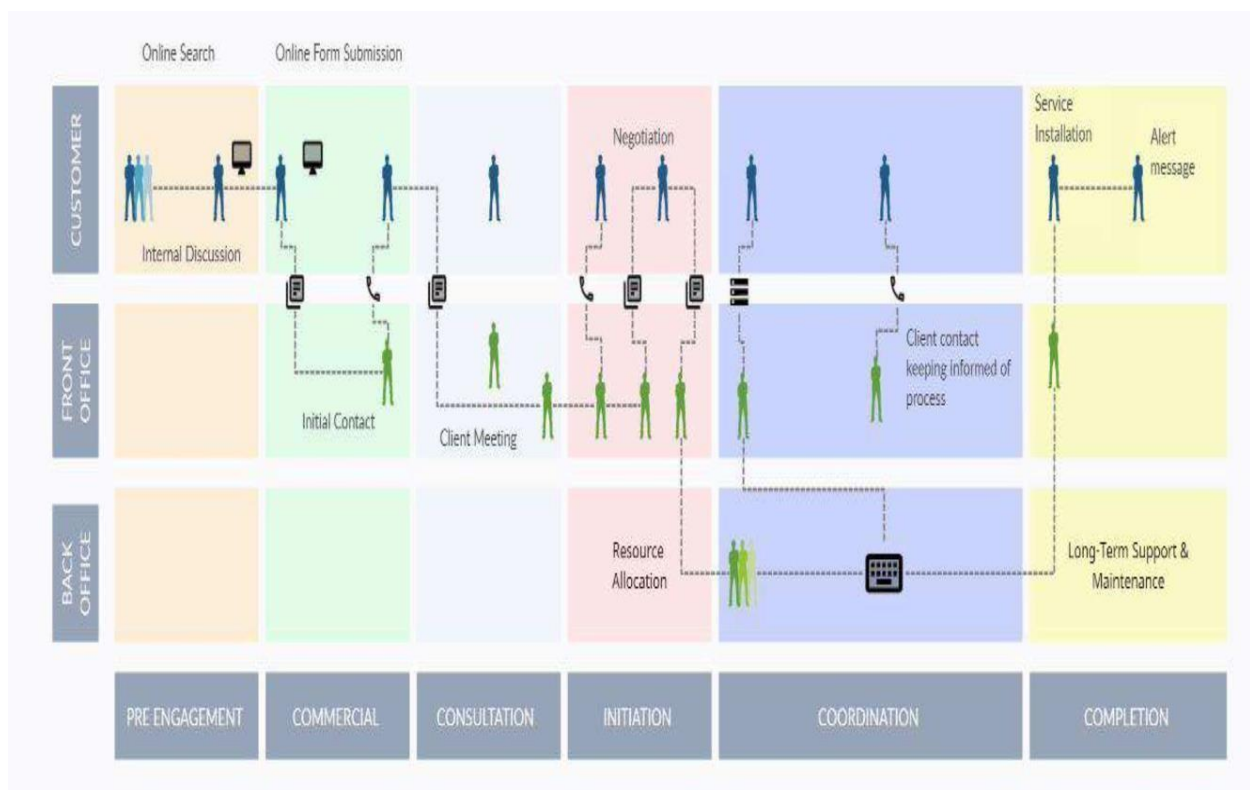 Online Search
Online Form Submission
CUSTOMER
Internal Discussion
Negotiation
Service
Installation
Alert
message
FRONT
OFFICE
Initial Contact
Client Meeting
Client contact
keeping informed of
process
BACK
OFFICE
Resource
Allocation
Long-Term Support &
Maintenance
PRE ENGAGEMENT
COMMERCIAL
CONSULTATION
INITIATION
COORDINATION
COMPLETION